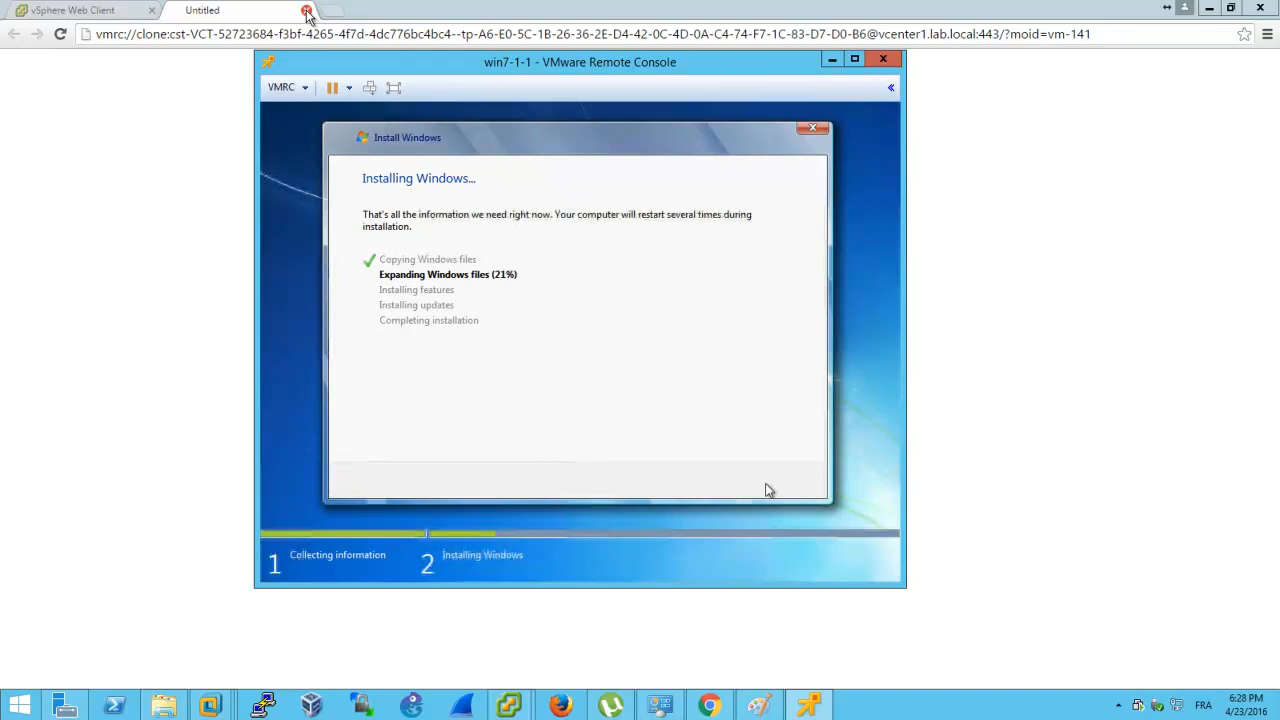 vSphere Web Client
Untitled
vmrc://clone:cst-VCT-52723684-f3bf-4265-4f7d-4dc776bc4bc4--tp-A6-E0-5C-1B-26-36-2E-D4-42-0C-4D-0A-C4-74-F7-1C-83-D7-D0-B6@vcenter1.lab.local:443/?moid=vm-141
win7-1-1 - VMware Remote Console
VMRC
Install Windows
Installing Windows...
That's all the information we need right now. Your computer will restart several times during
installation.
Copying Windows files
Expanding Windows files (21%)
Installing features
Installing updates
Completing installation
1 Collecting information
2 Installing Windows
FRA
6:28 PM
4/23/2016